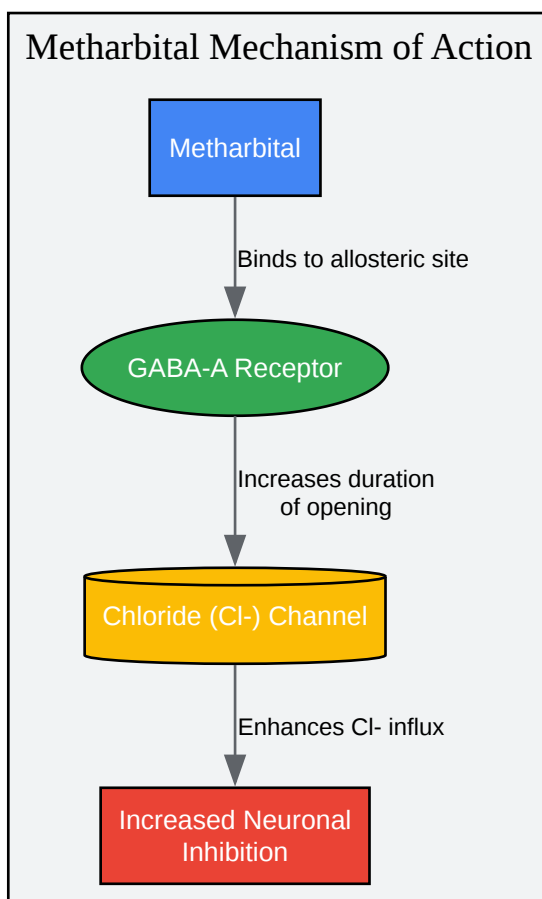 Metharbital Mechanism of Action
Metharbital
Binds to allosteric site
GABA-A Receptor
Increases duration
of opening
Chloride (Cl-) Channel
Enhances Cl- influx
Increased Neuronal
Inhibition